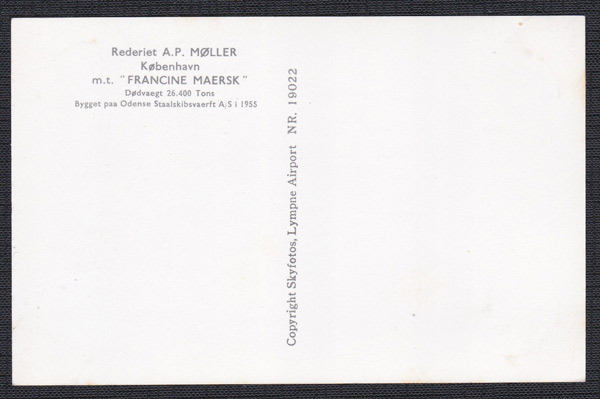 Rederiet A.P. MØLLER
København
m.t. "FRANCINE MAERSK"
Dødvaegt 26.400 Tons
Bygget paa Odense Staalskibsvaerft A/S i 1955
Copyright Skyfotos, Lympne Airport NR. 19022